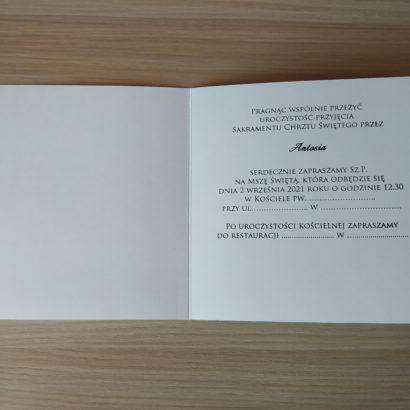 Pragnąc wspólnie przeżyć
uroczystość przyjęcia
Sakramentu Chrztu Świętego przez
Antosia
serdecznie zapraszamy Sz.P.
na Mszę Świętą, która odbędzie się
dnia 2 września 2021 roku o godzinie 12.30
w Kościele pw. ........................
przy ul..................... w .............................
Po uroczystości kościelnej zapraszamy
do restauracji .................... w ........................